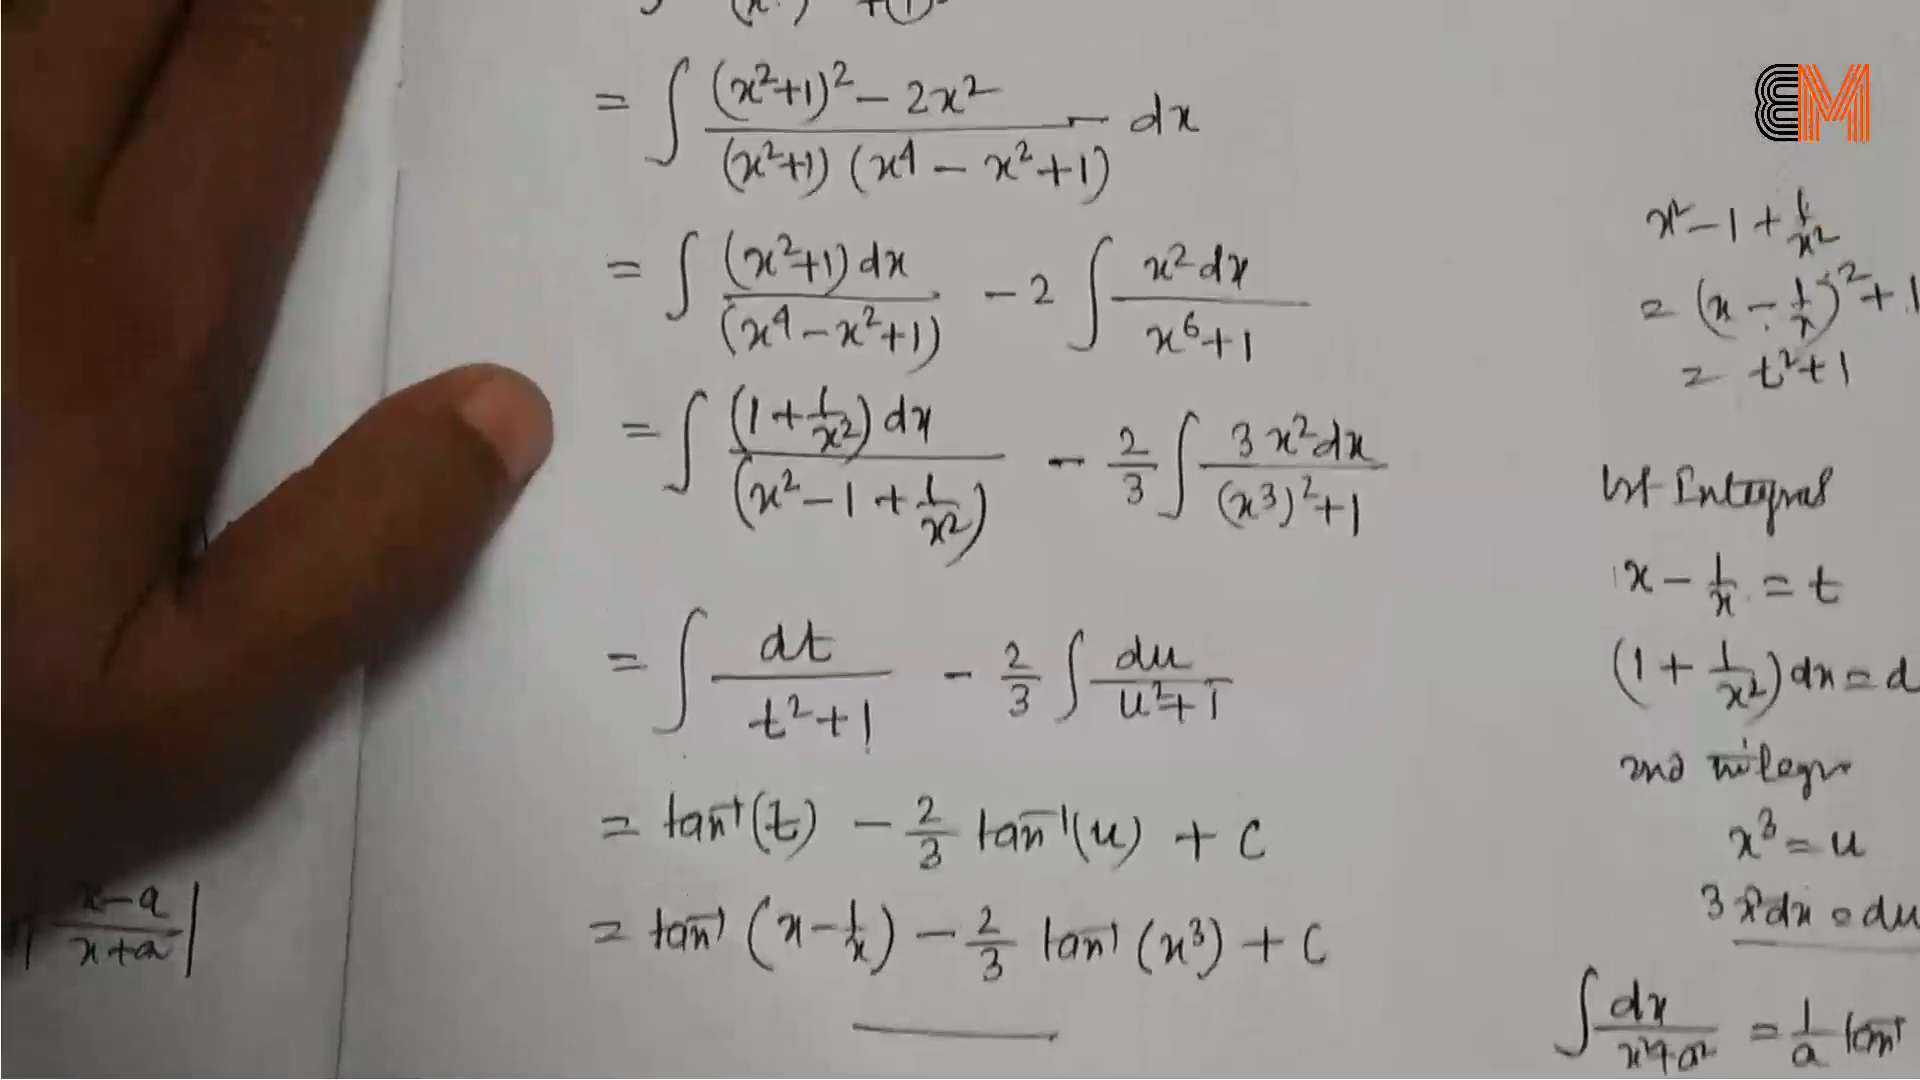 = ∫ (x²+1)² – 2x² / (x²+1) (x⁴ – x²+1) dx
= ∫ (x²+1) dx / (x⁴ – x²+1) – 2 ∫ x² dx / x⁶+1
= ∫ (1+1/x²) dx / (x² – 1 + 1/x²) – 2/3 ∫ 3x² dx / (x³)²+1
= ∫ dt / t²+1 – 2/3 ∫ du / u²+1
= tan⁻¹(t) – 2/3 tan⁻¹(u) + C
= tan⁻¹ (x – 1/x) – 2/3 tan⁻¹ (x³) + C
EM
x² – 1 + 1/x²
= (x – 1/x)² + 1
= t²+1
Ist Integral
x – 1/x = t
(1 + 1/x²) dx = d
2nd
x³ = u
3x² dx = du
∫ dx / x²+a² = 1/a tan⁻¹
x–a / x+a |